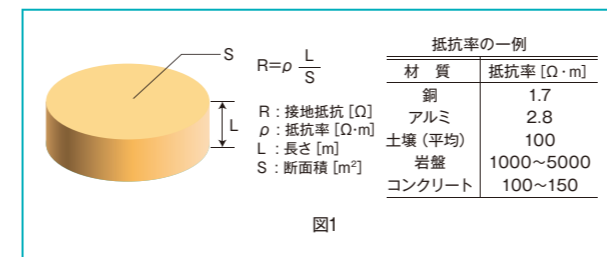 S
L
R=ρ L/S
R：接地抵抗 [Ω]
ρ：抵抗率 [Ω·m]
L：長さ [m]
S：断面積 [m²]
抵抗率の一例
材　質　抵抗率 [Ω·m]
銅　1.7
アルミ　2.8
土壌（平均）　100
岩盤　1000～5000
コンクリート　100～150
図1